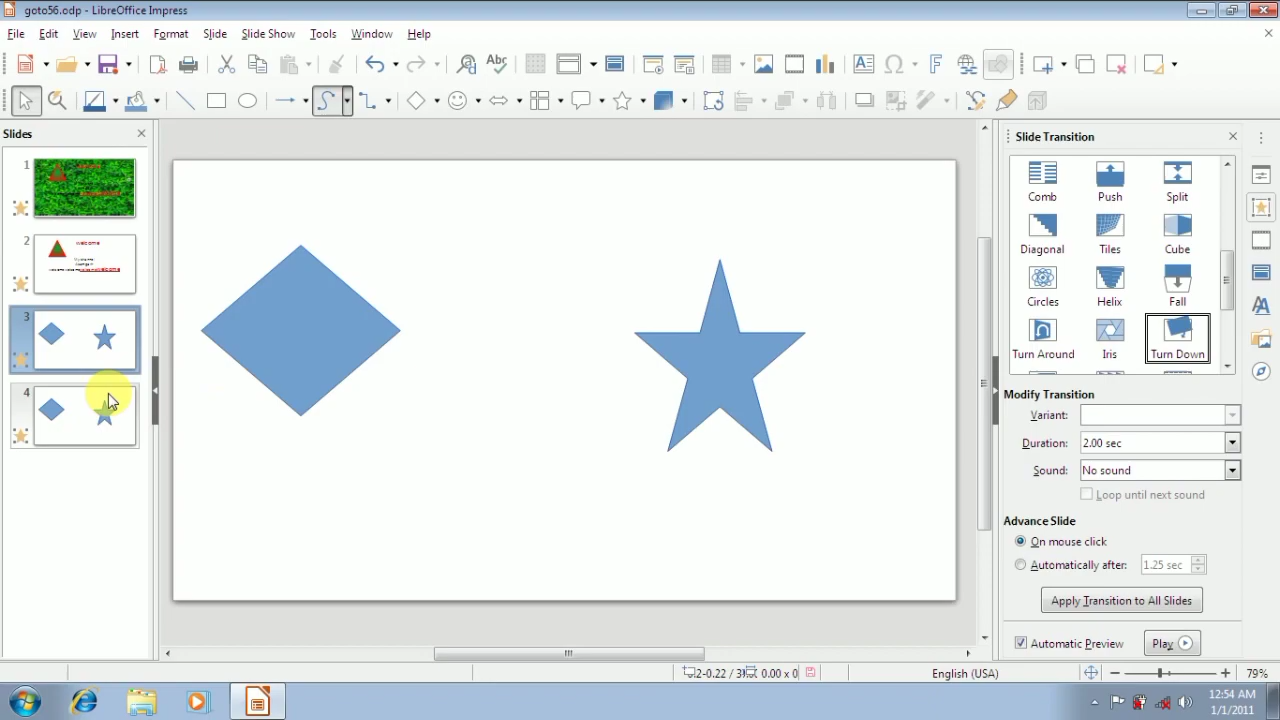 goto56.odp - LibreOffice Impress
File Edit View Insert Format Slide Slide Show Tools Window Help
Slides
1
2
welcome
3
4
Slide Transition
Comb Push Split
Diagonal Tiles Cube
Circles Helix Fall
Turn Around Iris Turn Down
Modify Transition
Variant:
Duration: 2.00 sec
Sound: No sound
Loop until next sound
Advance Slide
On mouse click
Automatically after: 1.25 sec
Apply Transition to All Slides
Automatic Preview Play
English (USA)
79%
12:54 AM
1/1/2011